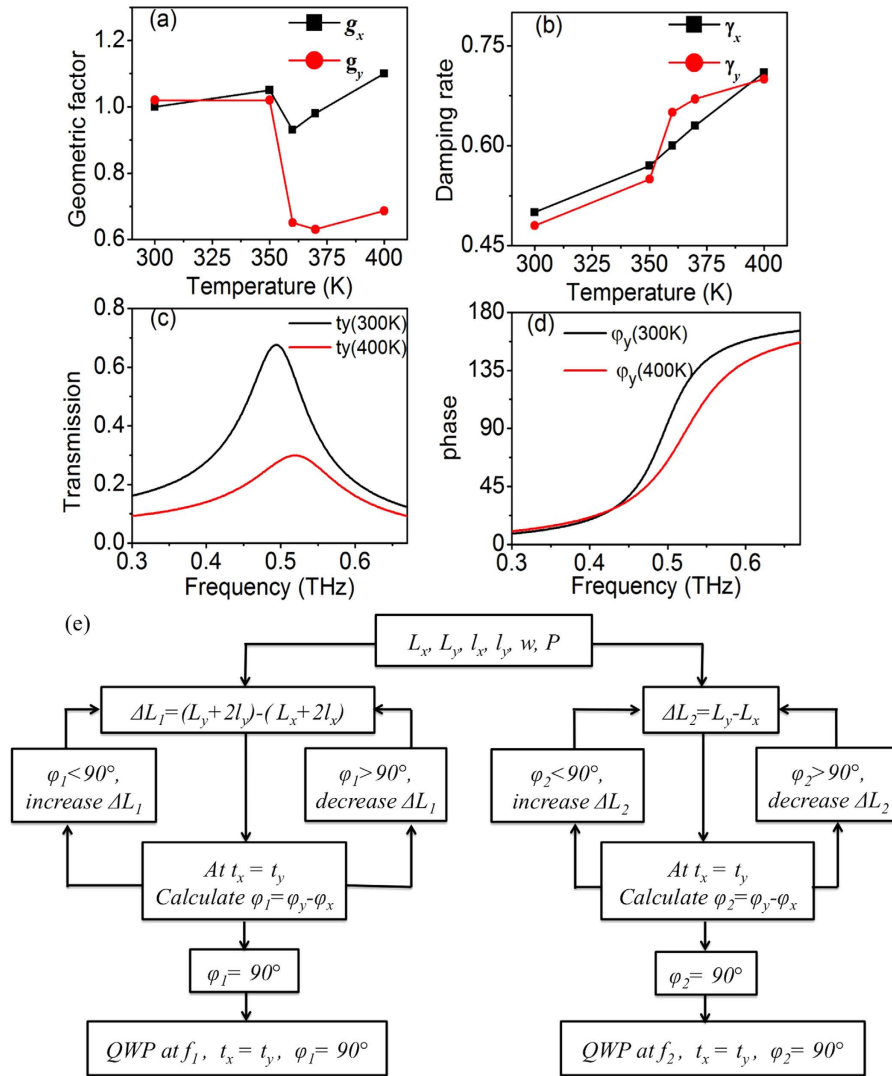 (a)
g_x
g_y
1.2
1.0
0.8
0.6
Geometric factor
300 325 350 375 400
Temperature (K)
(b)
γ_x
γ_y
0.75
0.60
0.45
Damping rate
300 325 350 375 400
Temperature (K)
(c)
ty(300K)
ty(400K)
0.8
0.6
0.4
0.2
0.0
Transmission
0.3 0.4 0.5 0.6
Frequency (THz)
(d)
φ_y(300K)
φ_y(400K)
180
135
90
45
0
phase
0.3 0.4 0.5 0.6
Frequency (THz)
(e)
L_x, L_y, l_x, l_y, w, P
ΔL_1=(L_y+2l_y)-(L_x+2l_x)
φ_1<90°,
increase ΔL_1
φ_1>90°,
decrease ΔL_1
At t_x = t_y
Calculate φ_1=φ_y-φ_x
φ_1= 90°
QWP at f_1, t_x = t_y, φ_1= 90°
ΔL_2=L_y-L_x
φ_2<90°,
increase ΔL_2
φ_2>90°,
decrease ΔL_2
At t_x = t_y
Calculate φ_2=φ_y-φ_x
φ_2= 90°
QWP at f_2, t_x = t_y, φ_2= 90°